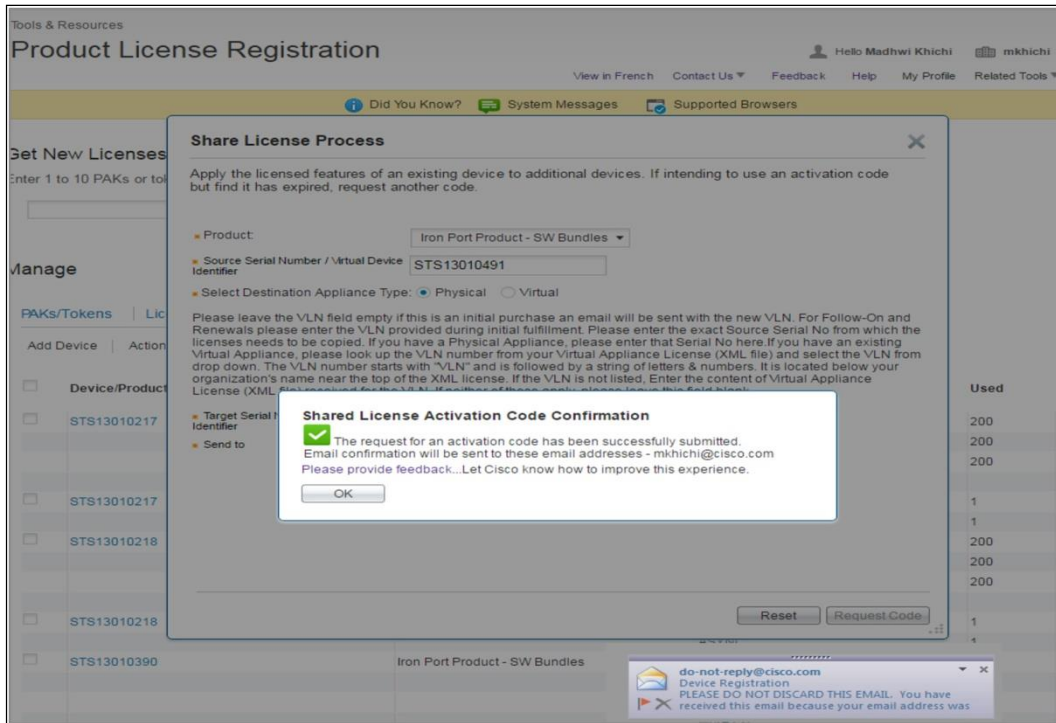 Tools & Resources
Product License Registration
Hello Madhwi Khichi
mkhichi
View in French Contact Us Feedback Help My Profile Related Tools
Did You Know? System Messages Supported Browsers
Get New Licenses
Enter 1 to 10 PAKs or
Manage
PAKs/Tokens
Add Device Action
Device/Product
Used
STS13010217
200
200
200
STS13010217
1
1
STS13010218
200
200
200
STS13010218
1
1
STS13010390 Iron Port Product - SW Bundles
Share License Process
Apply the licensed features of an existing device to additional devices. If intending to use an activation code
but find it has expired, request another code.
Product: Iron Port Product - SW Bundles
Source Serial Number / Virtual Device
Identifier
STS13010491
Select Destination Appliance Type: Physical Virtual
Please leave the VLN field empty if this is an initial purchase an email will be sent with the new VLN. For Follow-On and
Renewals please enter the VLN provided during initial fulfillment. Please enter the exact Source Serial No from which the
licenses needs to be copied. If you have a Physical Appliance, please enter that Serial No here.If you have an existing
Virtual Appliance, please look up the VLN number from your Virtual Appliance License (XML file) and select the VLN from
drop down. The VLN number starts with "VLN" and is followed by a string of letters & numbers. It is located below your
organization's name near the top of the XML license. If the VLN is not listed, Enter the content of Virtual Appliance
License (XML
Target Serial
Identifier
Send to
Shared License Activation Code Confirmation
The request for an activation code has been successfully submitted.
Email confirmation will be sent to these email addresses - mkhichi@cisco.com
Please provide feedback...Let Cisco know how to improve this experience.
OK
Reset Request Code
do-not-reply@cisco.com
Device Registration
PLEASE DO NOT DISCARD THIS EMAIL. You have
received this email because your email address was